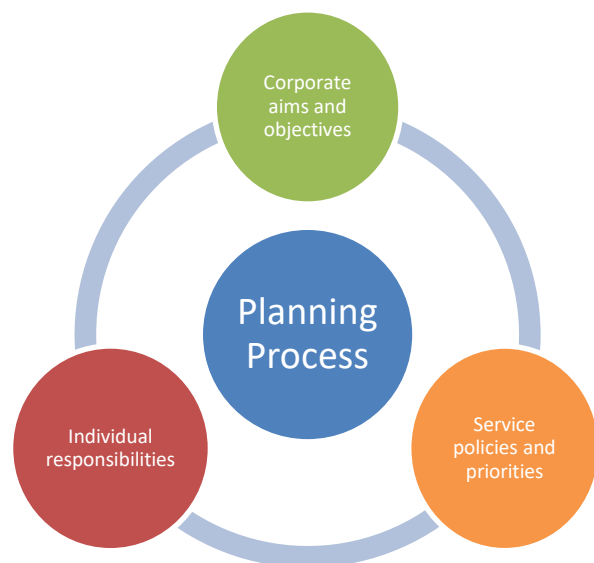 Corporate
aims and
objectives
Planning
Process
Individual
responsibilities
Service
policies and
priorities